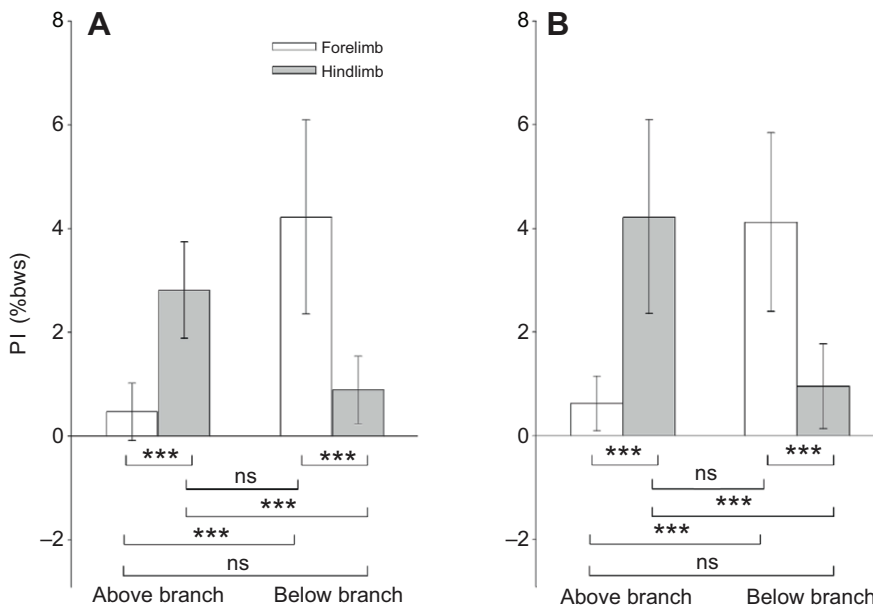 A
B
Forelimb
Hindlimb
PI (%bws)
8
6
4
2
0
–2
8
6
4
2
0
–2
***
***
ns
***
***
ns
***
***
ns
***
***
ns
Above branch
Below branch
Above branch
Below branch